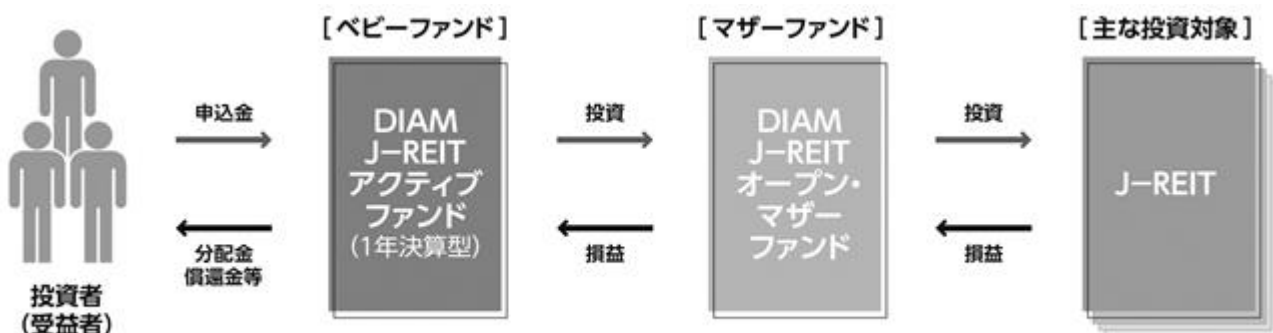 [ベビーファンド]
[マザーファンド]
[主な投資対象]
申込金
分配金
償還金等
投資者
(受益者)
DIAM
J−REIT
アクティブ
ファンド
(1年決算型)
投資
損益
DIAM
J−REIT
オープン・
マザー
ファンド
投資
損益
J−REIT